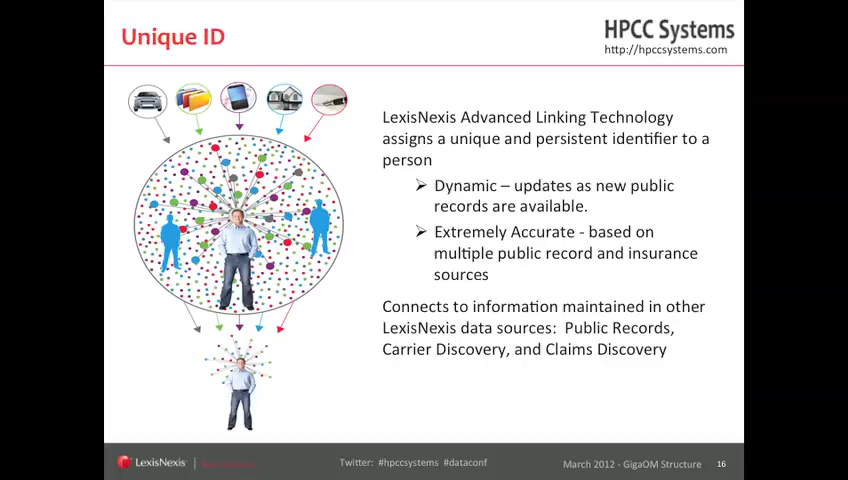 Unique ID
HPCC Systems
http://hpccsystems.com
LexisNexis Advanced Linking Technology
assigns a unique and persistent identifier to a
person
➢ Dynamic – updates as new public
records are available.
➢ Extremely Accurate - based on
multiple public record and insurance
sources
Connects to information maintained in other
LexisNexis data sources: Public Records,
Carrier Discovery, and Claims Discovery
LexisNexis
Twitter: #hpccsystems #dataconf
March 2012 - GigaOM Structure
16